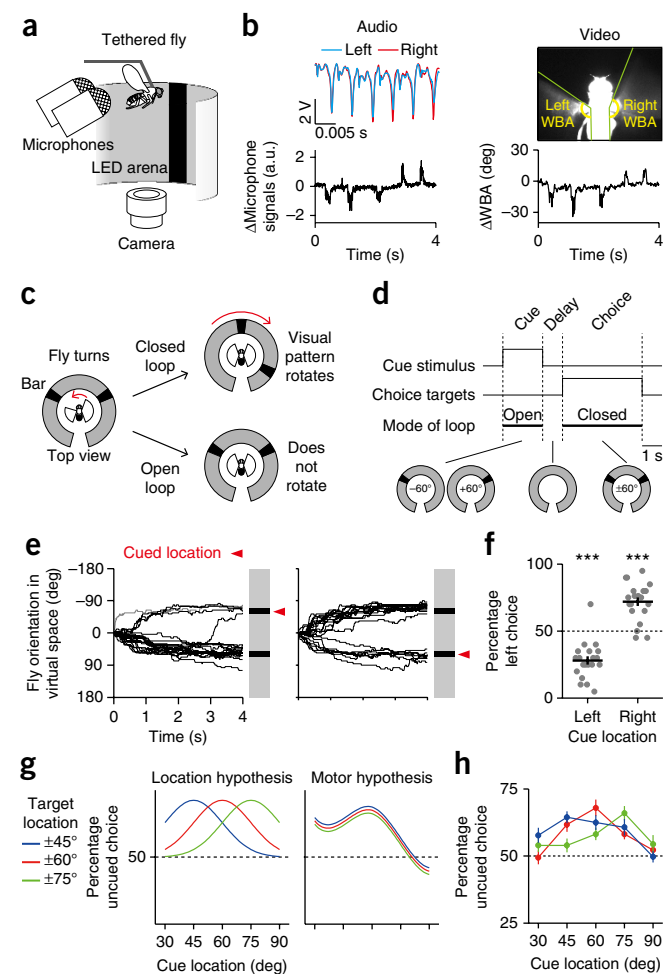 a
Tethered fly
Microphones
LED arena
Camera
b
Audio
Left Right
2 V
0.005 s
Video
Left
WBA
Right
WBA
ΔMicrophone
signals (a.u.)
2
0
–2
0 4
Time (s)
ΔWBA (deg)
30
0
–30
0 4
Time (s)
c
Fly turns
Bar
Top view
Closed
loop
Open
loop
Visual
pattern
rotates
Does
not
rotate
d
Cue
Delay
Choice
Cue stimulus
Choice targets
Mode of loop
Open
Closed
1 s
–60°
+60°
±60°
e
Cued location
Fly orientation in
virtual space (deg)
–180
–90
0
90
180
0 1 2 3 4
Time (s)
f
Percentage
left choice
100
50
0
*** ***
Left Right
Cue location
g
Target
location
±45°
±60°
±75°
Location hypothesis
Motor hypothesis
Percentage
uncued choice
50
30 45 60 75 90
Cue location (deg)
h
Percentage
uncued choice
75
50
25
30 45 60 75 90
Cue location (deg)